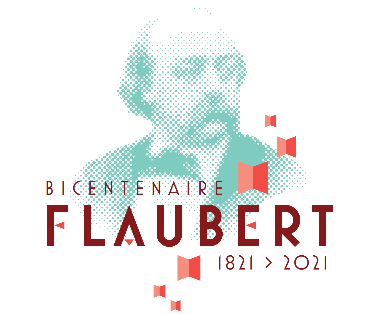 BICENTENAIRE
FLAUBERT
1821 > 2021